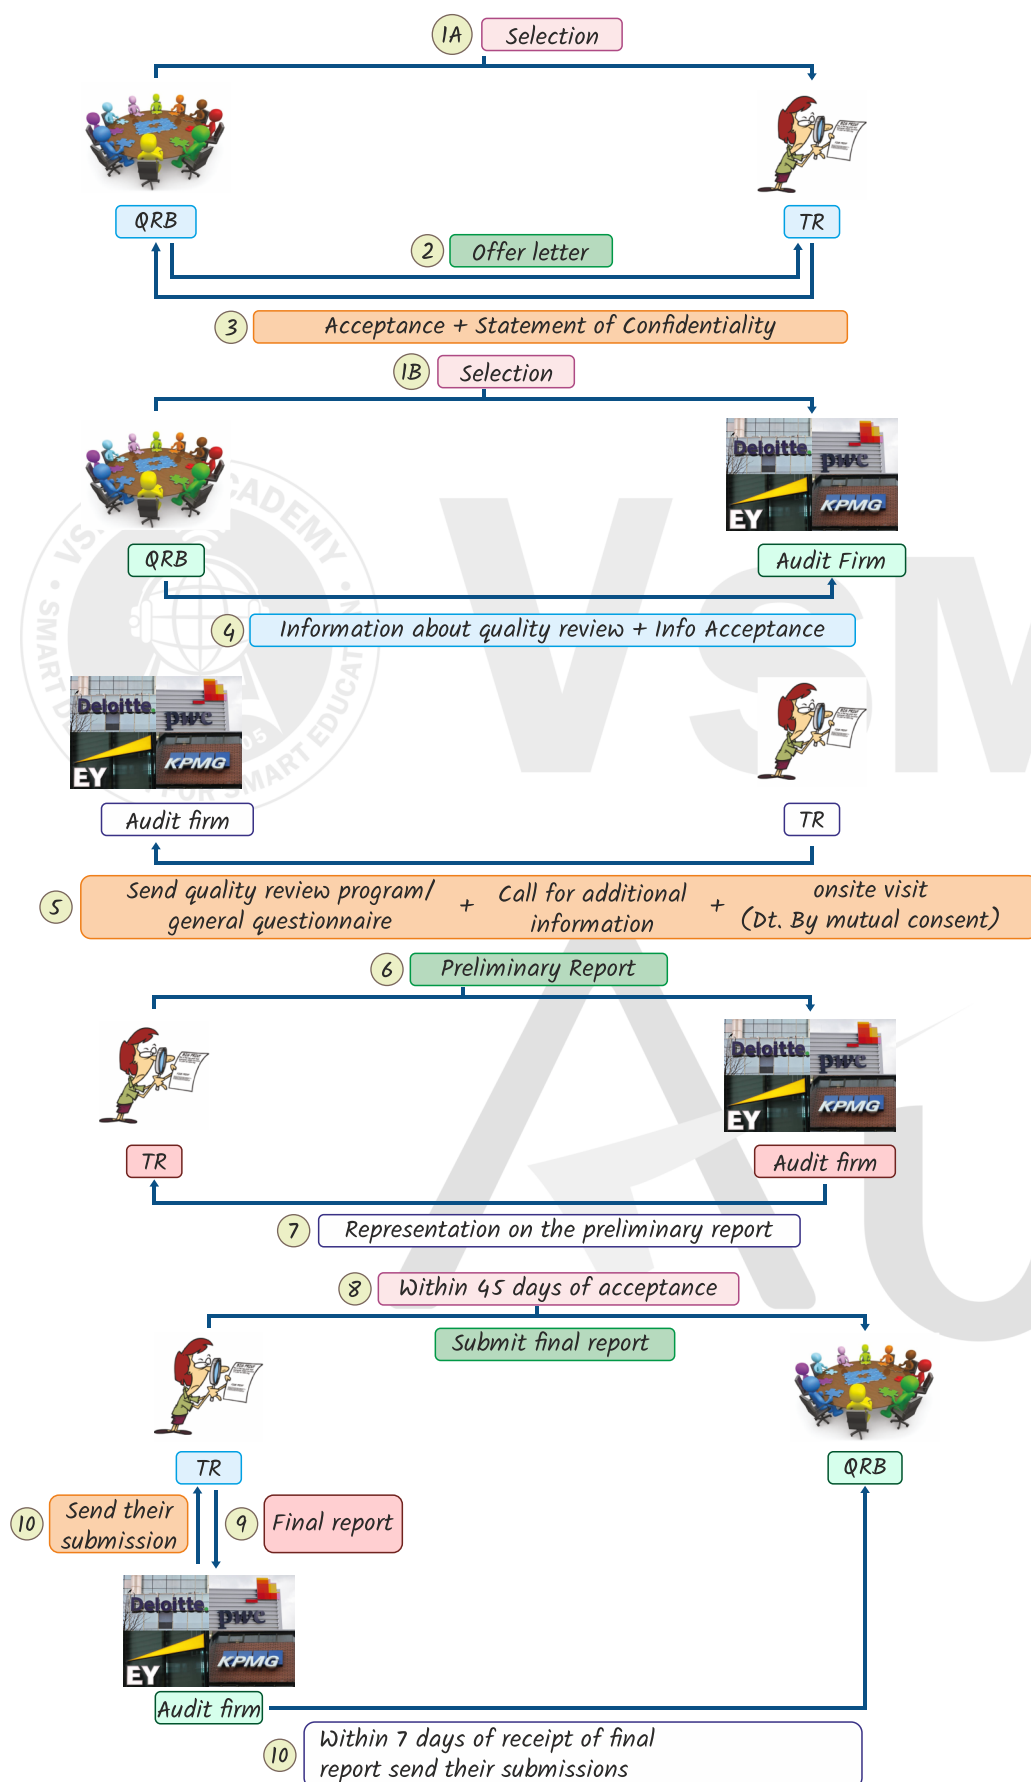 1A Selection
QRB
TR
2 Offer letter
3 Acceptance + Statement of Confidentiality
1B Selection
Deloitte.
pwc
EY
KPMG
QRB
Audit Firm
4 Information about quality review + Info Acceptance
Deloitte.
pwc
EY
KPMG
Audit firm
TR
5 Send quality review program/
general questionnaire
+
Call for additional
information
+
onsite visit
(Dt. By mutual consent)
6 Preliminary Report
Deloitte.
pwc
EY
KPMG
TR
Audit firm
7 Representation on the preliminary report
8 Within 45 days of acceptance
Submit final report
TR
QRB
10 Send their
submission
9 Final report
Deloitte.
pwc
EY
KPMG
Audit firm
10 Within 7 days of receipt of final
report send their submissions